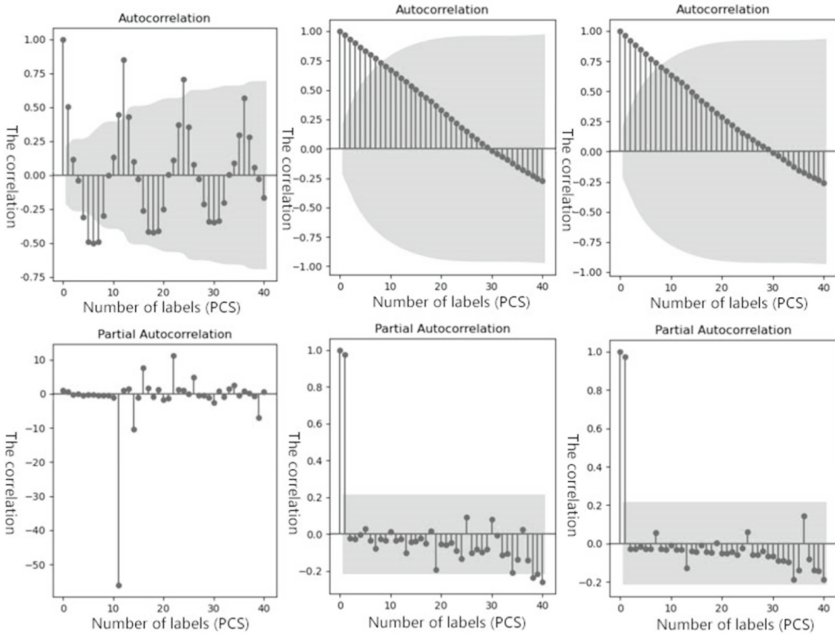 Autocorrelation
The correlation
1.00
0.75
0.50
0.25
0.00
−0.25
−0.50
−0.75
0 10 20 30 40
Number of labels (PCS)
Autocorrelation
The correlation
1.00
0.75
0.50
0.25
0.00
−0.25
−0.50
−0.75
−1.00
0 10 20 30 40
Number of labels (PCS)
Autocorrelation
The correlation
1.00
0.75
0.50
0.25
0.00
−0.25
−0.50
−0.75
−1.00
0 10 20 30 40
Number of labels (PCS)
Partial Autocorrelation
The correlation
10
0
−10
−20
−30
−40
−50
0 10 20 30 40
Number of labels (PCS)
Partial Autocorrelation
The correlation
1.0
0.8
0.6
0.4
0.2
0.0
−0.2
0 10 20 30 40
Number of labels (PCS)
Partial Autocorrelation
The correlation
1.0
0.8
0.6
0.4
0.2
0.0
−0.2
0 10 20 30 40
Number of labels (PCS)